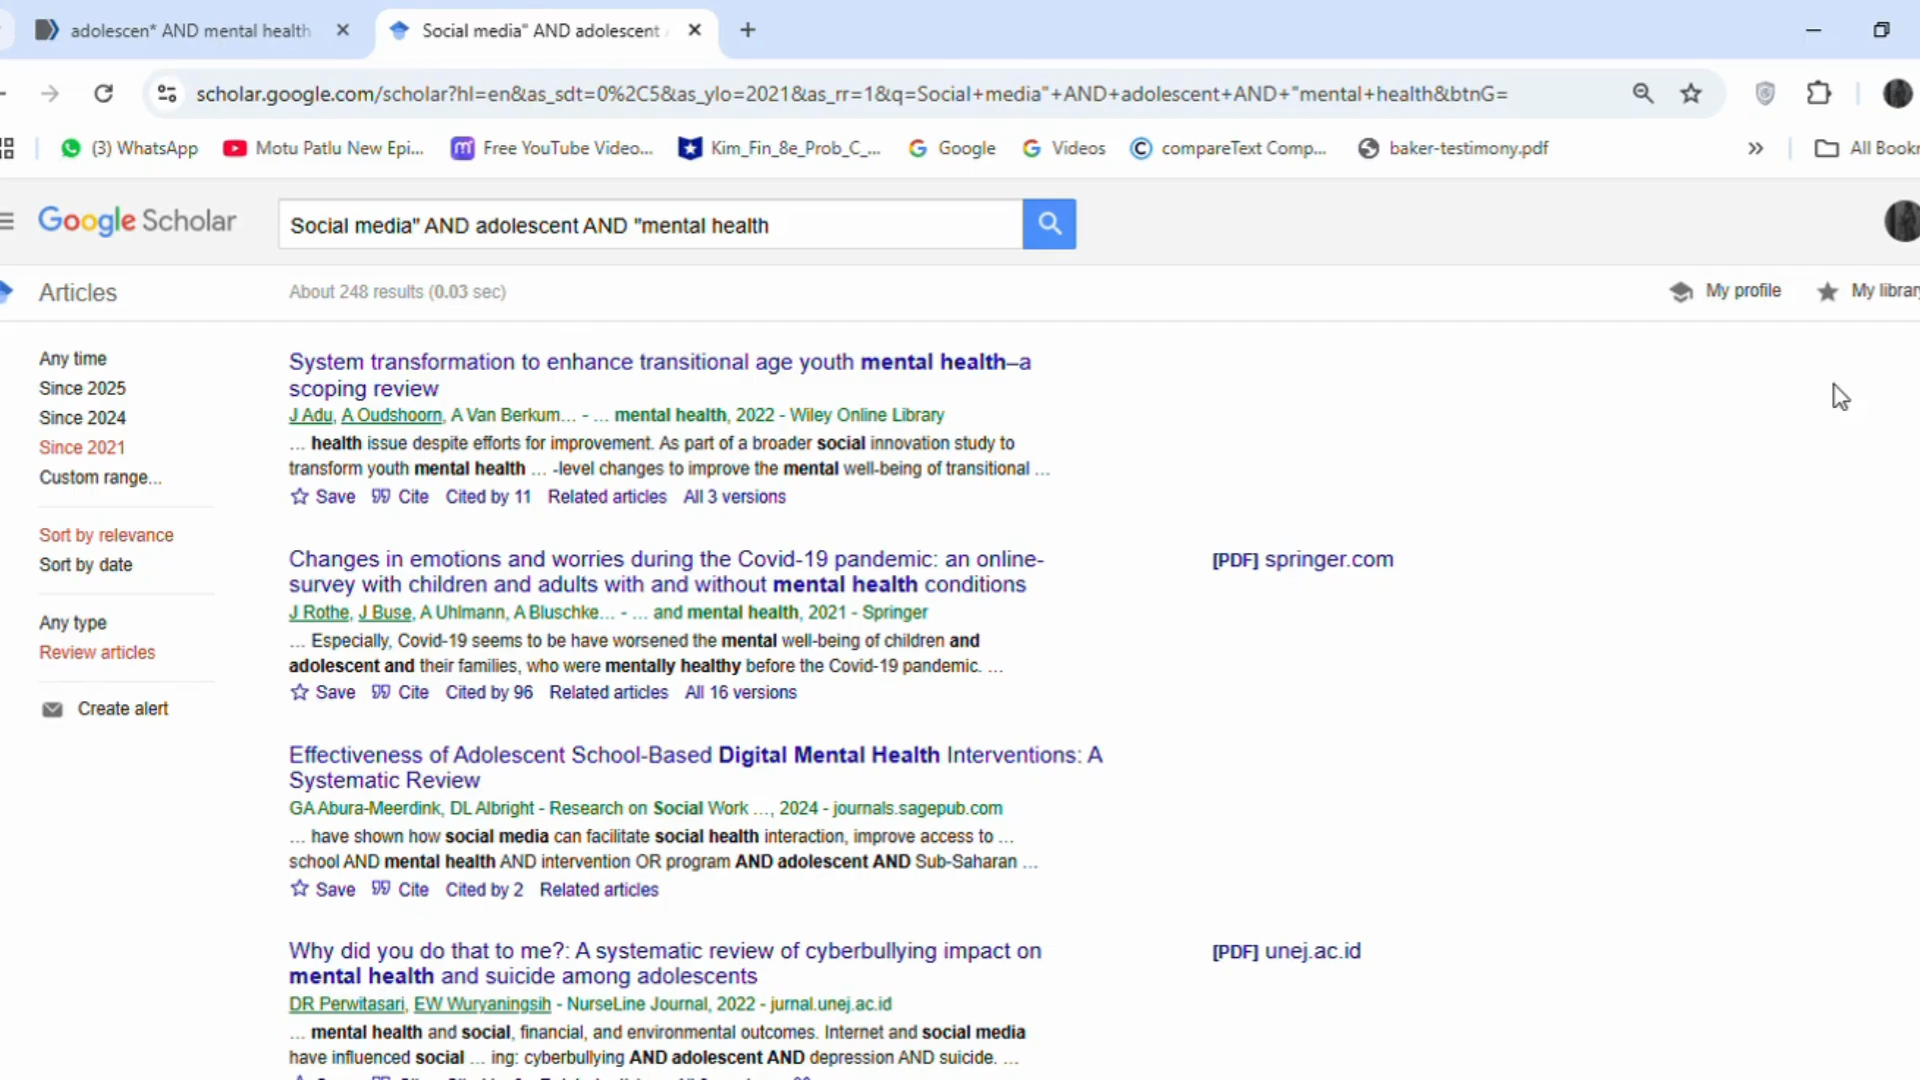 adolescen* AND mental health
Social media" AND adolescent
scholar.google.com/scholar?hl=en&as_sdt=0%2C5&as_ylo=2021&as_rr=1&q=Social+media"+AND+adolescent+AND+"mental+health&btnG=
(3) WhatsApp
Motu Patlu New Epi...
Free YouTube Video...
Kim_Fin_8e_Prob_C_...
Google
Videos
compareText Comp...
baker-testimony.pdf
All Bookr
Google Scholar
Social media" AND adolescent AND "mental health
Articles
About 248 results (0.03 sec)
My profile
My library
Any time
Since 2025
Since 2024
Since 2021
Custom range...
Sort by relevance
Sort by date
Any type
Review articles
Create alert
System transformation to enhance transitional age youth mental health–a
scoping review
J Adu, A Oudshoorn, A Van Berkum... - ... mental health, 2022 - Wiley Online Library
... health issue despite efforts for improvement. As part of a broader social innovation study to
transform youth mental health ... -level changes to improve the mental well-being of transitional ...
Save Cite Cited by 11 Related articles All 3 versions
Changes in emotions and worries during the Covid-19 pandemic: an online-
survey with children and adults with and without mental health conditions
[PDF] springer.com
J Rothe, J Buse, A Uhlmann, A Bluschke... - ... and mental health, 2021 - Springer
... Especially, Covid-19 seems to be have worsened the mental well-being of children and
adolescent and their families, who were mentally healthy before the Covid-19 pandemic. ...
Save Cite Cited by 96 Related articles All 16 versions
Effectiveness of Adolescent School-Based Digital Mental Health Interventions: A
Systematic Review
GA Abura-Meerdink, DL Albright - Research on Social Work ..., 2024 - journals.sagepub.com
... have shown how social media can facilitate social health interaction, improve access to ...
school AND mental health AND intervention OR program AND adolescent AND Sub-Saharan ...
Save Cite Cited by 2 Related articles
Why did you do that to me?: A systematic review of cyberbullying impact on
mental health and suicide among adolescents
[PDF] unej.ac.id
DR Perwitasari, EW Wuryaningsih - NurseLine Journal, 2022 - jurnal.unej.ac.id
... mental health and social, financial, and environmental outcomes. Internet and social media
have influenced social ... ing: cyberbullying AND adolescent AND depression AND suicide. ...